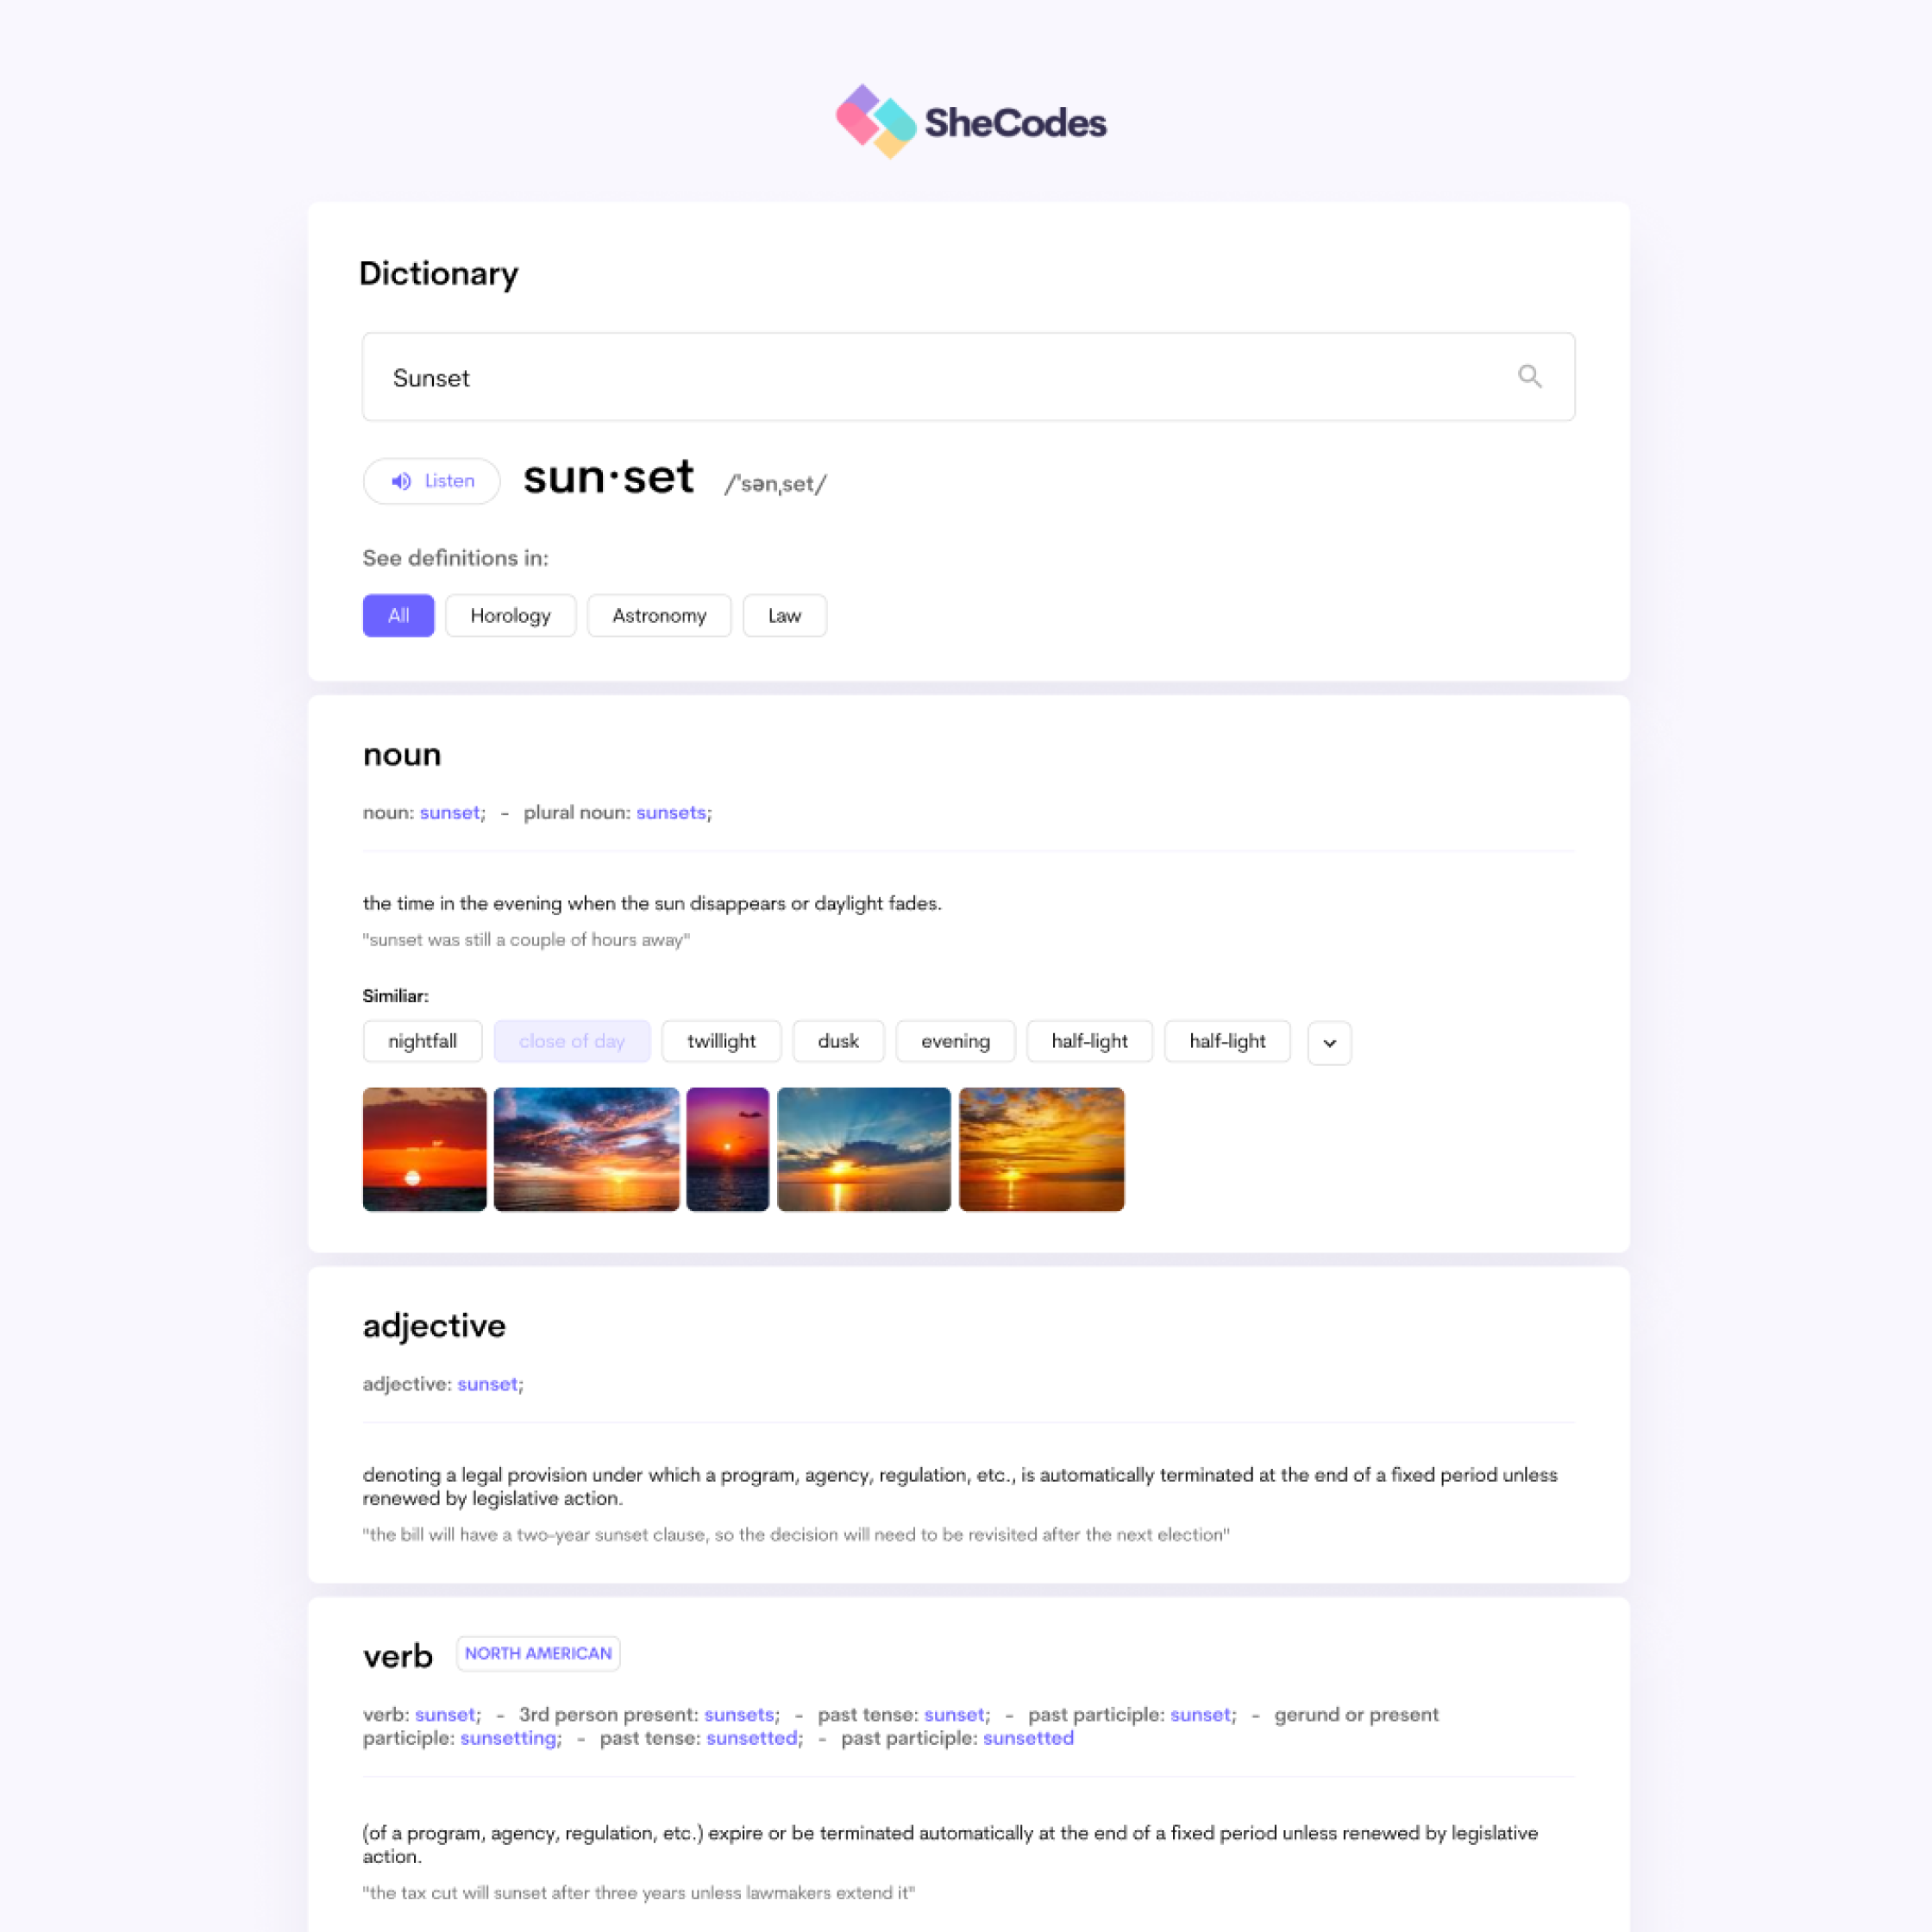 SheCodes
Dictionary
Sunset
Listen sun·set /ˈsənˌset/
See definitions in:
All Horology Astronomy Law
noun
noun: sunset; - plural noun: sunsets;
the time in the evening when the sun disappears or daylight fades.
"sunset was still a couple of hours away"
Similiar:
nightfall close of day twillight dusk evening half-light half-light
adjective
adjective: sunset;
denoting a legal provision under which a program, agency, regulation, etc., is automatically terminated at the end of a fixed period unless
renewed by legislative action.
"the bill will have a two-year sunset clause, so the decision will need to be revisited after the next election"
verb NORTH AMERICAN
verb: sunset; - 3rd person present: sunsets; - past tense: sunset; - past participle: sunset; - gerund or present
participle: sunsetting; - past tense: sunsetted; - past participle: sunsetted
(of a program, agency, regulation, etc.) expire or be terminated automatically at the end of a fixed period unless renewed by legislative
action.
"the tax cut will sunset after three years unless lawmakers extend it"